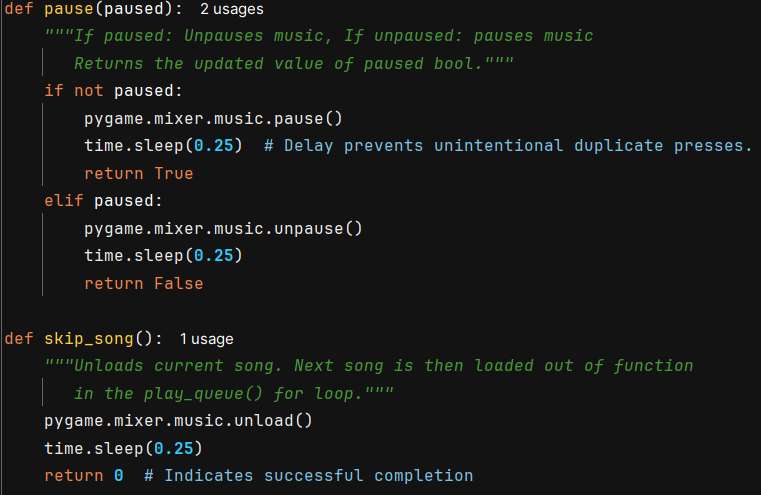 def pause(paused):  2 usages
    """If paused: Unpauses music, If unpaused: pauses music
       Returns the updated value of paused bool."""
    if not paused:
        pygame.mixer.music.pause()
        time.sleep(0.25)  # Delay prevents unintentional duplicate presses.
        return True
    elif paused:
        pygame.mixer.music.unpause()
        time.sleep(0.25)
        return False

def skip_song():  1 usage
    """Unloads current song. Next song is then loaded out of function
       in the play_queue() for loop."""
    pygame.mixer.music.unload()
    time.sleep(0.25)
    return 0  # Indicates successful completion